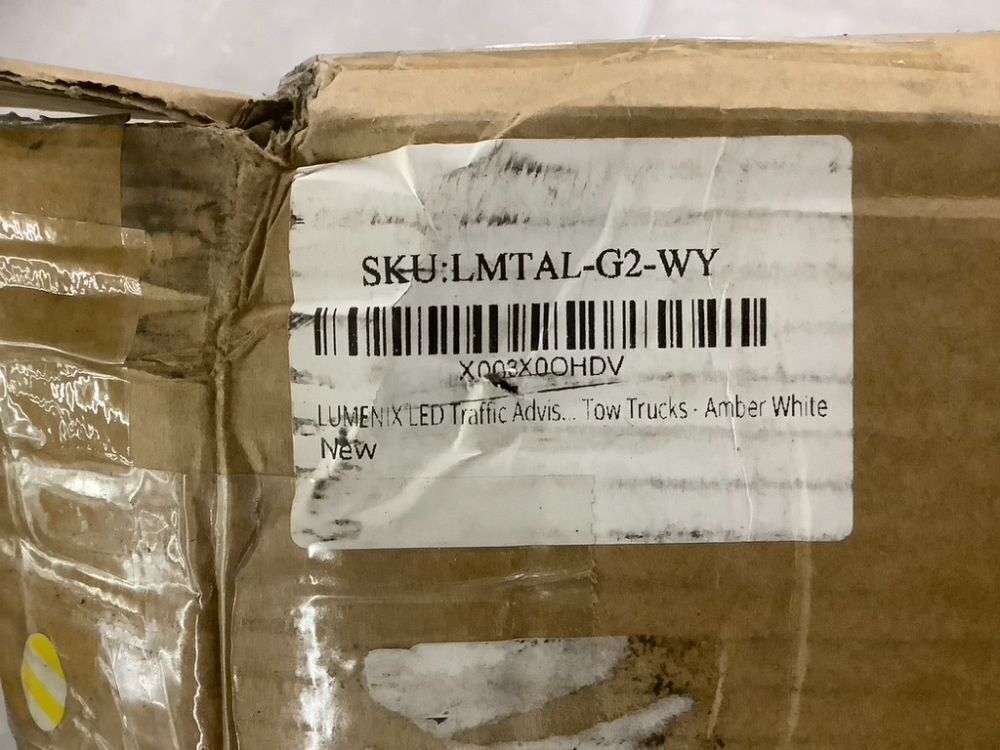 SKU:LMTAL-G2-WY
X003X0OHDV
LUMENIX LED Traffic Advis... Tow Trucks - Amber White
New